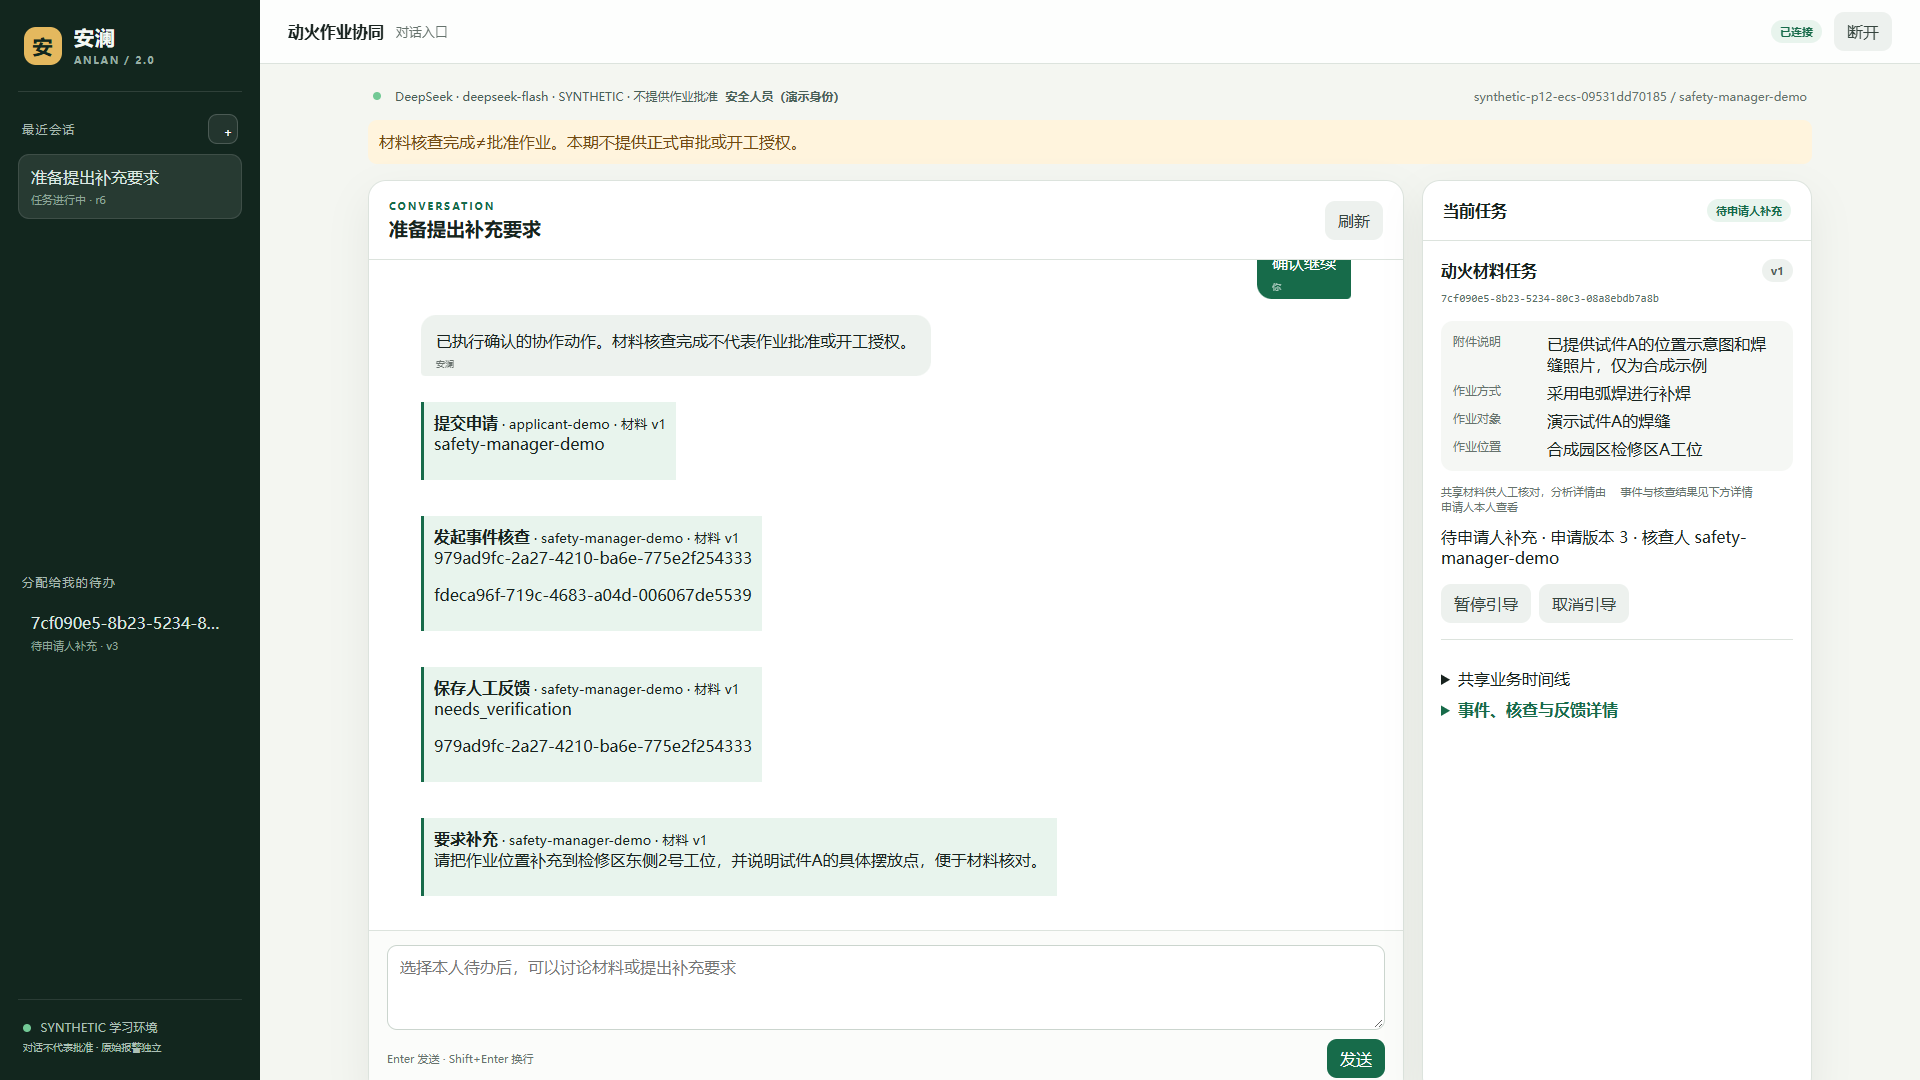 安
安澜
ANLAN / 2.0
最近会话
+
准备提出补充要求
任务进行中 · r6
分配给我的待办
7cf090e5-8b23-5234-8...
待申请人补充 · v3
SYNTHETIC 学习环境
对话不代表批准 · 原始报警独立
动火作业协同 对话入口
已连接
断开
DeepSeek · deepseek-flash · SYNTHETIC · 不提供作业批准 安全人员（演示身份）
synthetic-p12-ecs-09531dd70185 / safety-manager-demo
材料核查完成≠批准作业。本期不提供正式审批或开工授权。
CONVERSATION
准备提出补充要求
刷新
确认继续
你
已执行确认的协作动作。材料核查完成不代表作业批准或开工授权。
安澜
提交申请 · applicant-demo · 材料 v1
safety-manager-demo
发起事件核查 · safety-manager-demo · 材料 v1
979ad9fc-2a27-4210-ba6e-775e2f254333
fdeca96f-719c-4683-a04d-006067de5539
保存人工反馈 · safety-manager-demo · 材料 v1
needs_verification
979ad9fc-2a27-4210-ba6e-775e2f254333
要求补充 · safety-manager-demo · 材料 v1
请把作业位置补充到检修区东侧2号工位，并说明试件A的具体摆放点，便于材料核对。
选择本人待办后，可以讨论材料或提出补充要求
Enter 发送 · Shift+Enter 换行
发送
当前任务
待申请人补充
动火材料任务
v1
7cf090e5-8b23-5234-80c3-08a8ebdb7a8b
附件说明 已提供试件A的位置示意图和焊
缝照片，仅为合成示例
作业方式 采用电弧焊进行补焊
作业对象 演示试件A的焊缝
作业位置 合成园区检修区A工位
共享材料供人工核对，分析详情由
申请人本人查看
事件与核查结果见下方详情
待申请人补充 · 申请版本 3 · 核查人 safety-
manager-demo
暂停引导
取消引导
共享业务时间线
事件、核查与反馈详情